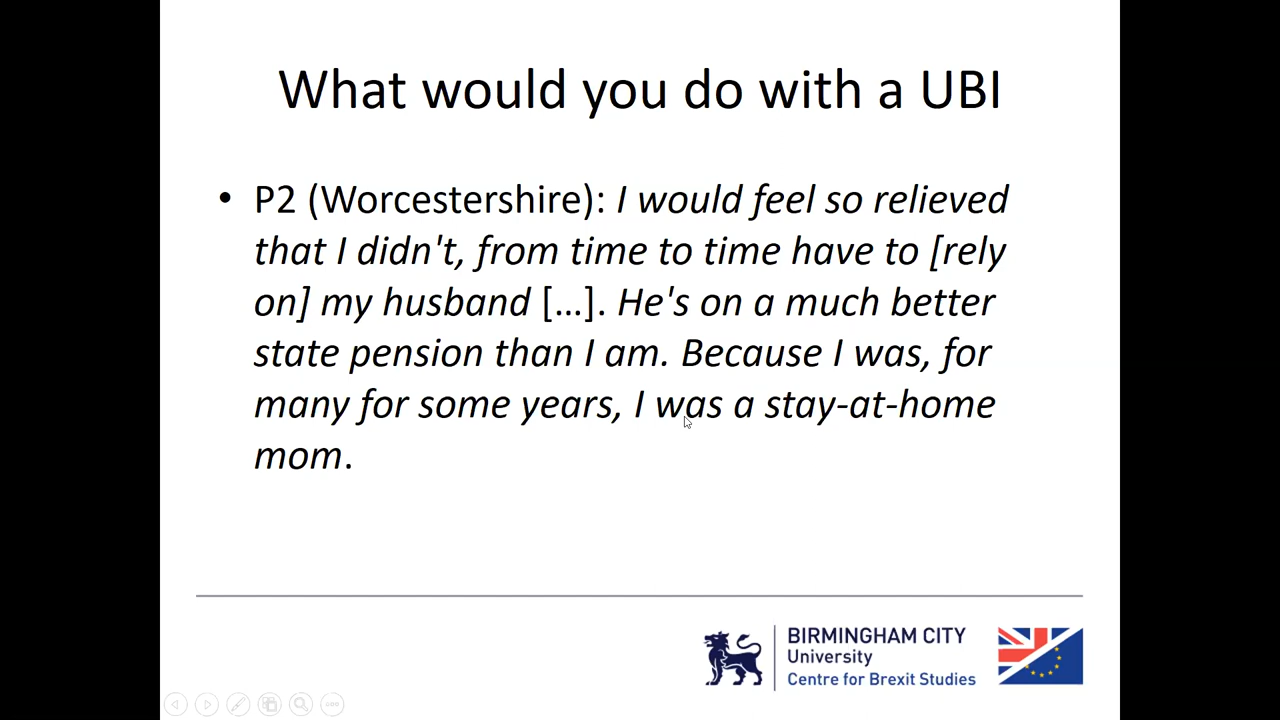 What would you do with a UBI
• P2 (Worcestershire): I would feel so relieved
that I didn't, from time to time have to [rely
on] my husband […]. He's on a much better
state pension than I am. Because I was, for
many for some years, I was a stay-at-home
mom.
BIRMINGHAM CITY
University
Centre for Brexit Studies